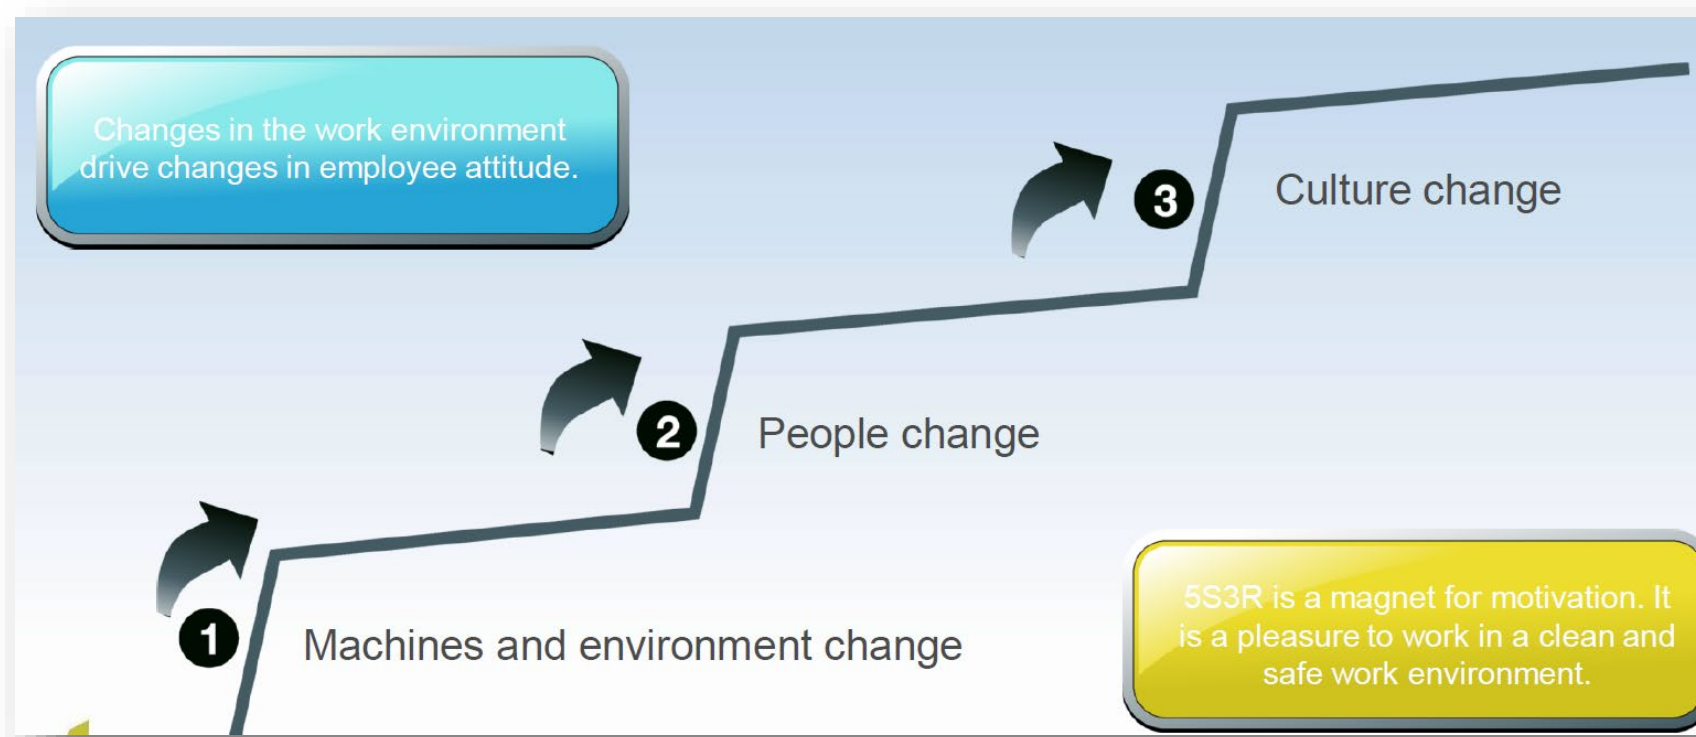 Changes in the work environment
drive changes in employee attitude.
3
Culture change
2
People change
1
Machines and environment change
5S3R is a magnet for motivation. It
is a pleasure to work in a clean and
safe work environment.